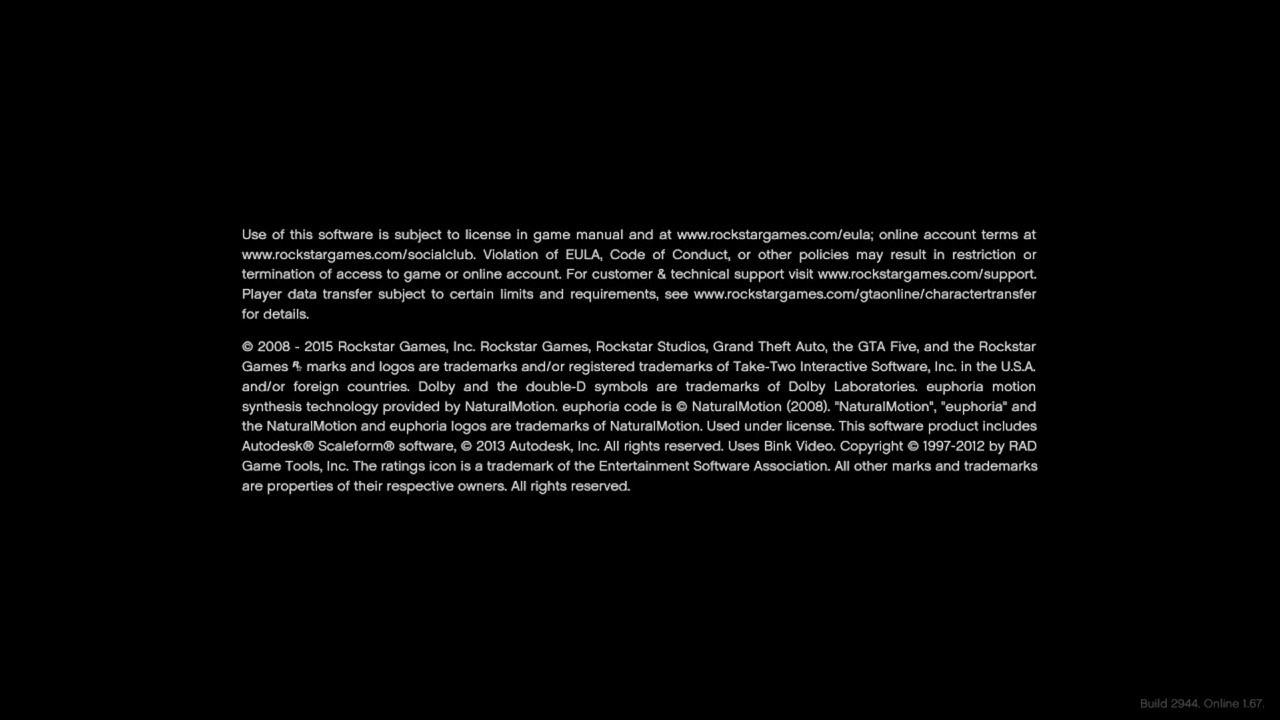 Use of this software is subject to license in game manual and at www.rockstargames.com/eula; online account terms at
www.rockstargames.com/socialclub. Violation of EULA, Code of Conduct, or other policies may result in restriction or
termination of access to game or online account. For customer & technical support visit www.rockstargames.com/support.
Player data transfer subject to certain limits and requirements, see www.rockstargames.com/gtaonline/charactertransfer
for details.
© 2008 - 2015 Rockstar Games, Inc. Rockstar Games, Rockstar Studios, Grand Theft Auto, the GTA Five, and the Rockstar
Games R* marks and logos are trademarks and/or registered trademarks of Take-Two Interactive Software, Inc. in the U.S.A.
and/or foreign countries. Dolby and the double-D symbols are trademarks of Dolby Laboratories. euphoria motion
synthesis technology provided by NaturalMotion. euphoria code is © NaturalMotion (2008). "NaturalMotion", "euphoria" and
the NaturalMotion and euphoria logos are trademarks of NaturalMotion. Used under license. This software product includes
Autodesk® Scaleform® software, © 2013 Autodesk, Inc. All rights reserved. Uses Bink Video. Copyright © 1997-2012 by RAD
Game Tools, Inc. The ratings icon is a trademark of the Entertainment Software Association. All other marks and trademarks
are properties of their respective owners. All rights reserved.
Build 2944. Online 1.67.